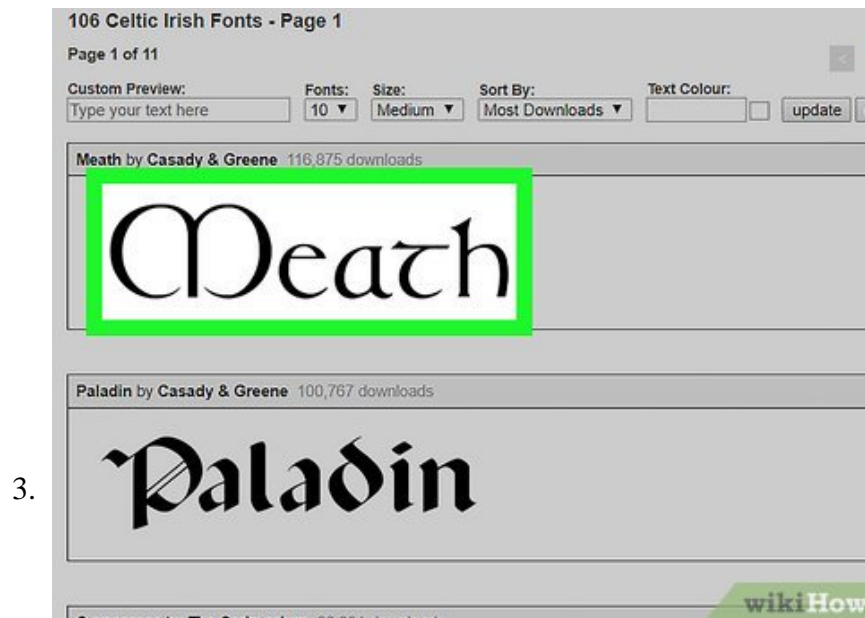 106 Celtic Irish Fonts - Page 1
Page 1 of 11
<
Custom Preview: Fonts: Size: Sort By: Text Colour:
Type your text here 10 ▼ Medium ▼ Most Downloads ▼ update
Meath by Casady & Greene 116,875 downloads
Meath
Paladin by Casady & Greene 100,767 downloads
Paladin
3.
wikiHow